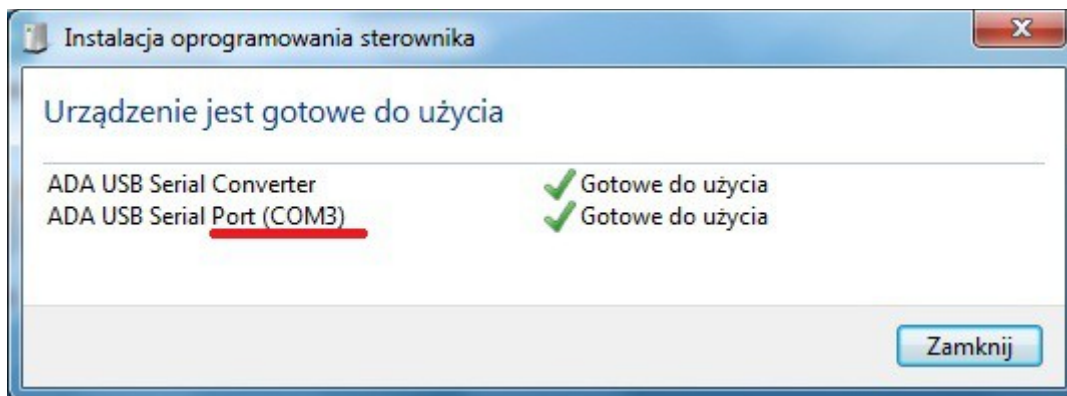 Instalacja oprogramowania sterownika
Urządzenie jest gotowe do użycia
ADA USB Serial Converter Gotowe do użycia
ADA USB Serial Port (COM3) Gotowe do użycia
Zamknij